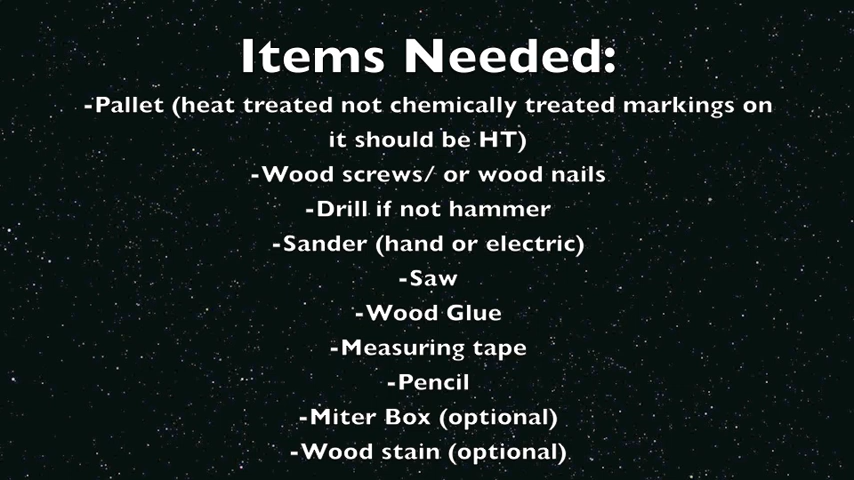 Items Needed:
-Pallet (heat treated not chemically treated markings on
it should be HT)
-Wood screws/ or wood nails
-Drill if not hammer
-Sander (hand or electric)
-Saw
-Wood Glue
-Measuring tape
-Pencil
-Miter Box (optional)
-Wood stain (optional)